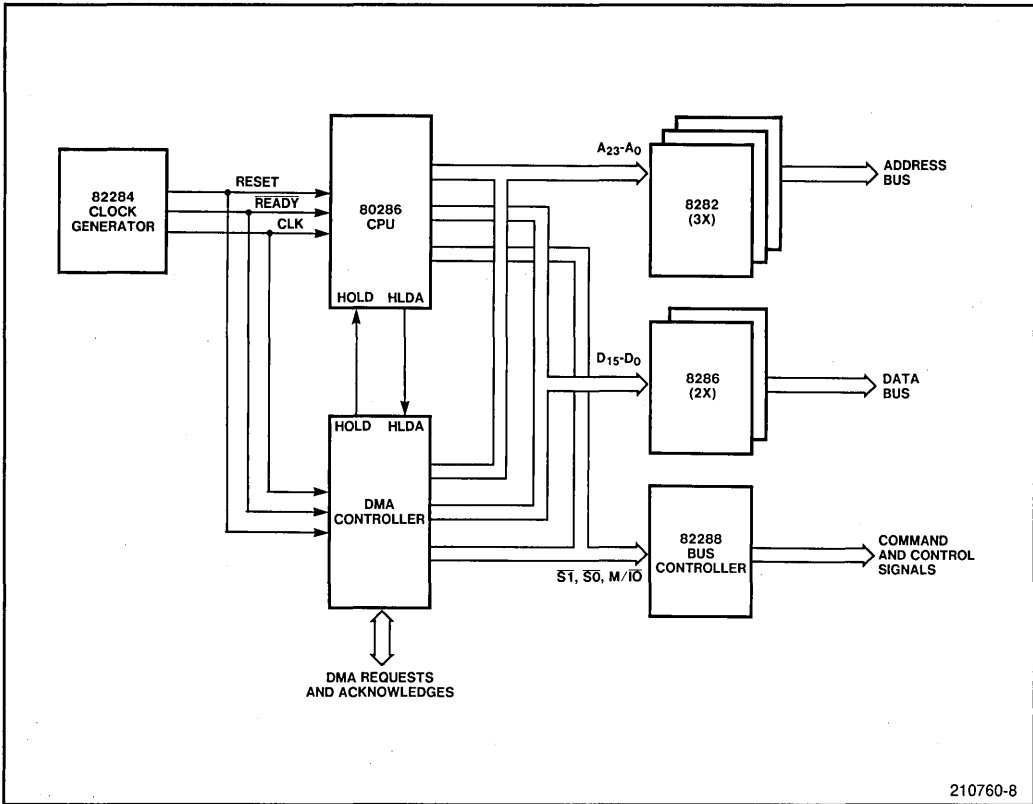 82284
CLOCK
GENERATOR
RESET
READY
CLK
80286
CPU
HOLD HLDA
A23-A0
8282
(3X)
ADDRESS
BUS
D15-D0
8286
(2X)
DATA
BUS
HOLD HLDA
DMA
CONTROLLER
S1, S0, M/IO
82288
BUS
CONTROLLER
COMMAND
AND CONTROL
SIGNALS
DMA REQUESTS
AND ACKNOWLEDGES
210760-8